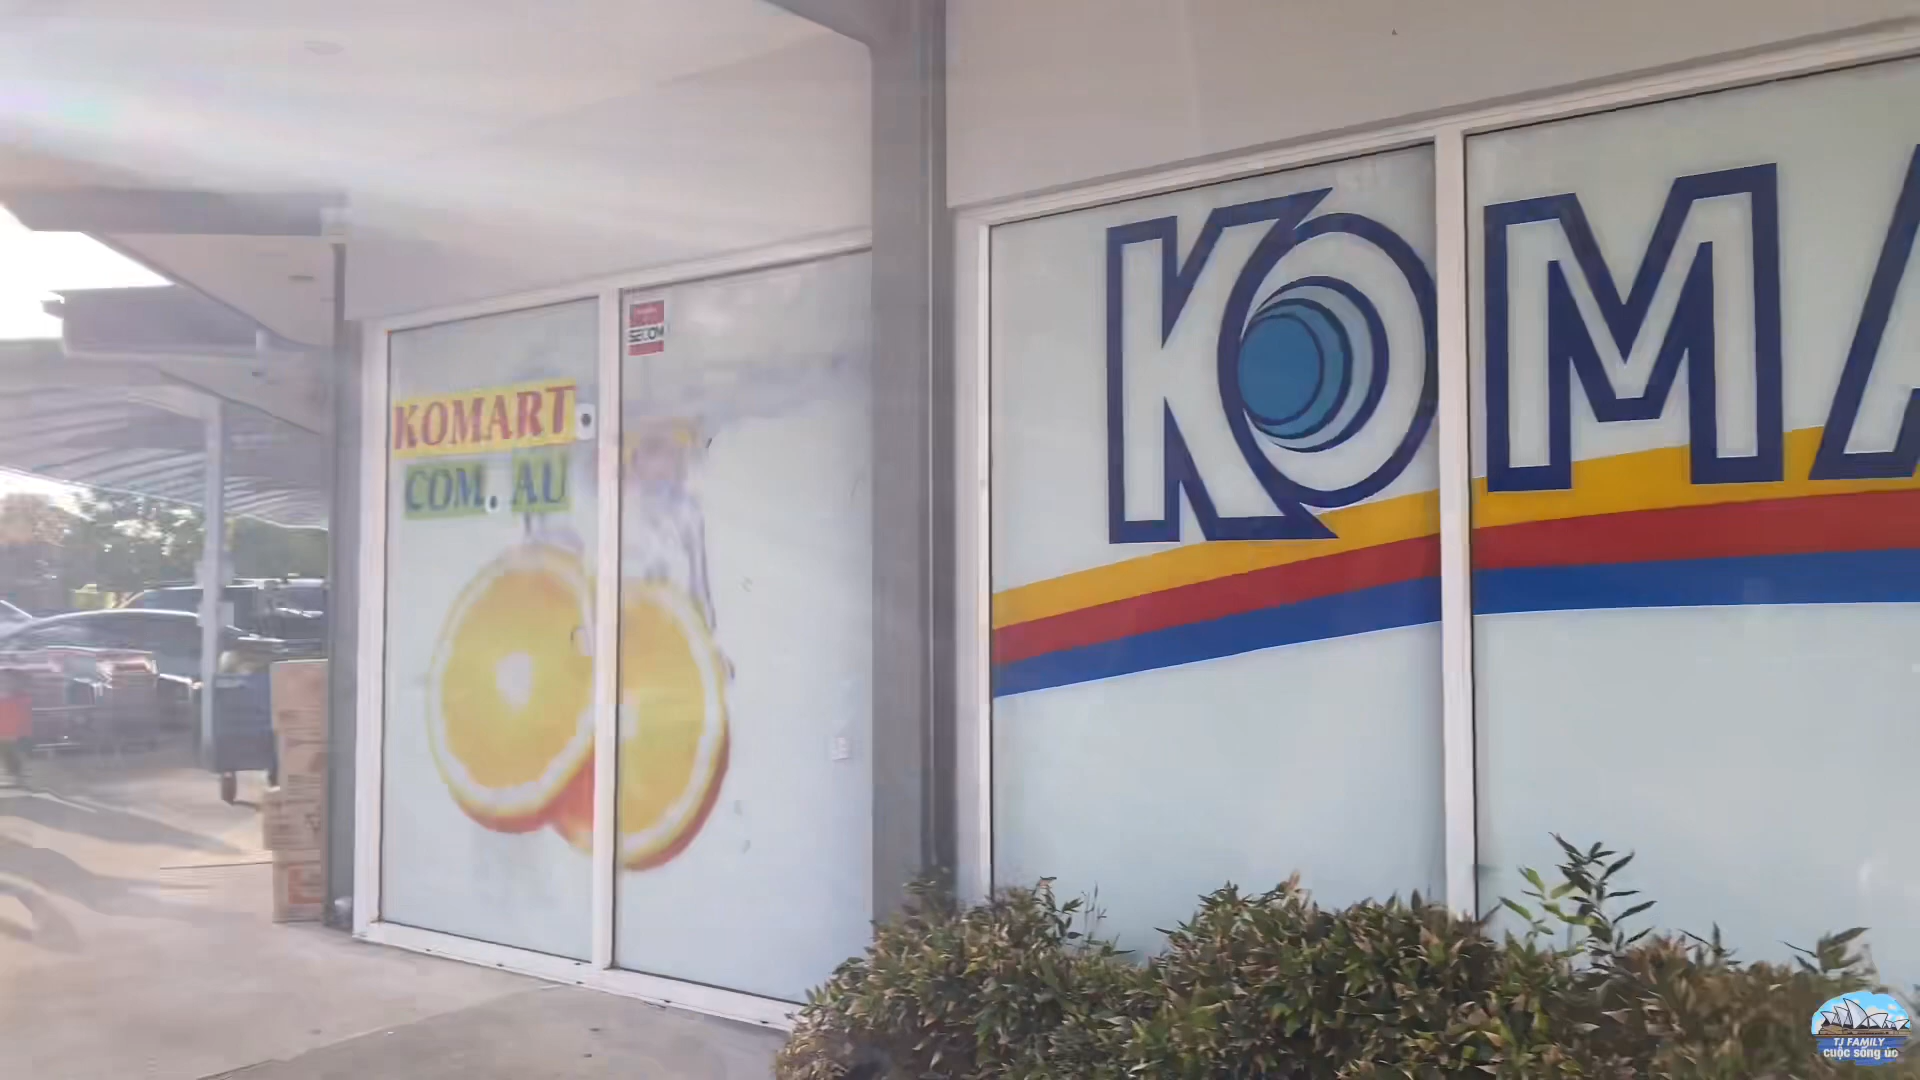 KOMART.
COM. AU
SECOM
KOMA
TJ FAMILY
cuộc sống úc